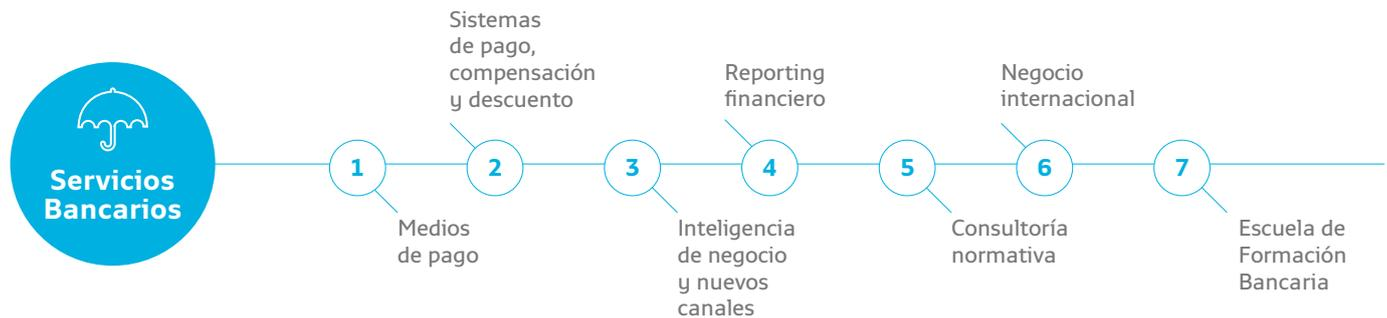 Servicios
Bancarios
1
Medios
de pago
2
Sistemas
de pago,
compensación
y descuento
3
Inteligencia
de negocio
y nuevos
canales
4
Reporting
financiero
5
Consultoría
normativa
6
Negocio
internacional
7
Escuela de
Formación
Bancaria